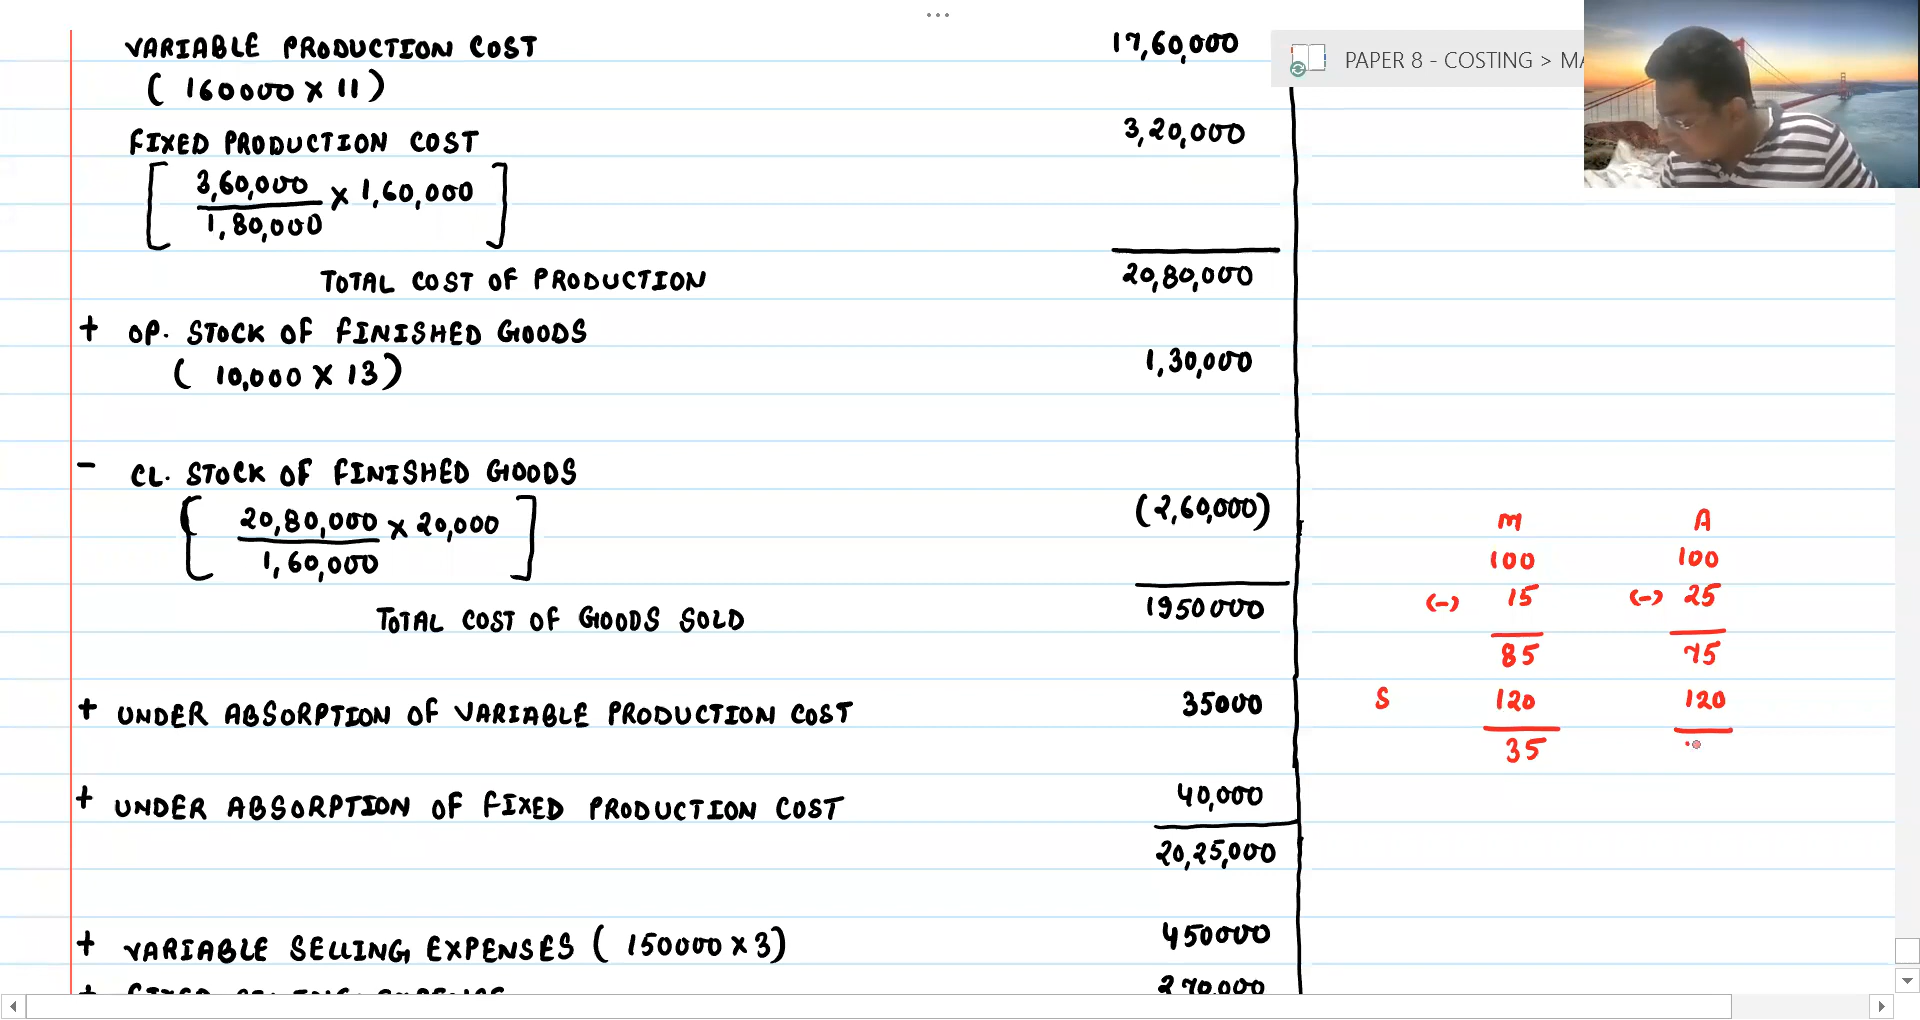 VARIABLE PRODUCTION COST 17,60,000
PAPER 8 - COSTING > MA
( 160000 x 11 )
FIXED PRODUCTION COST 3,20,000
[ 3,60,000 / 1,80,000 x 1,60,000 ]
TOTAL COST OF PRODUCTION 20,80,000
+ OP. STOCK OF FINISHED GOODS
( 10,000 x 13 ) 1,30,000
- CL. STOCK OF FINISHED GOODS (2,60,000)
[ 20,80,000 / 1,60,000 x 20,000 ]
TOTAL COST OF GOODS SOLD 1950000
+ UNDER ABSORPTION OF VARIABLE PRODUCTION COST 35000
+ UNDER ABSORPTION OF FIXED PRODUCTION COST 40,000
20,25,000
+ VARIABLE SELLING EXPENSES ( 150000 x 3 ) 450000
+ FIXED SELLING EXPENSE 270,000
M A
100 100
(-) 15 (-) 25
85 75
S 120 120
35